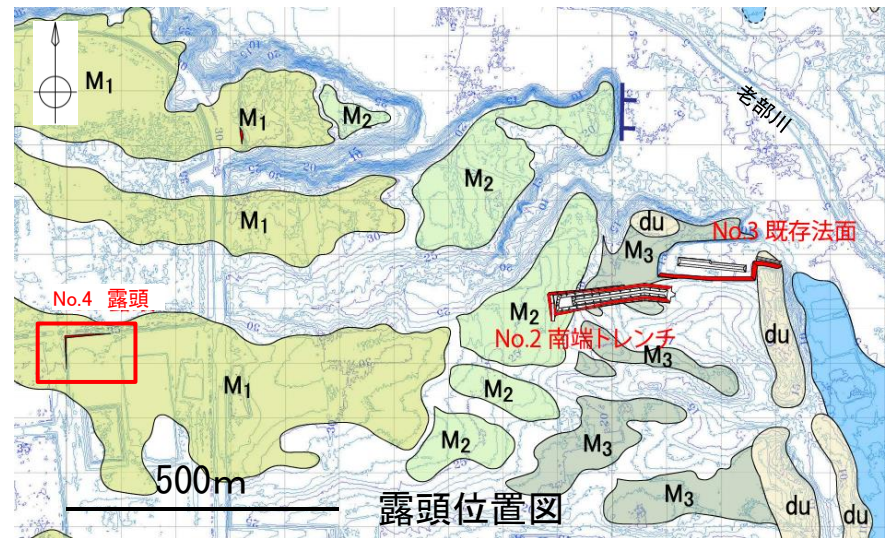 M₁
M₁
M₂
老部川
M₂
M₁
du
No.3 既存法面
M₃
No.4 露頭
M₂
No.2 南端トレンチ
du
M₃
M₁
M₂
M₂
M₃
500m
露頭位置図
M₃
du
du